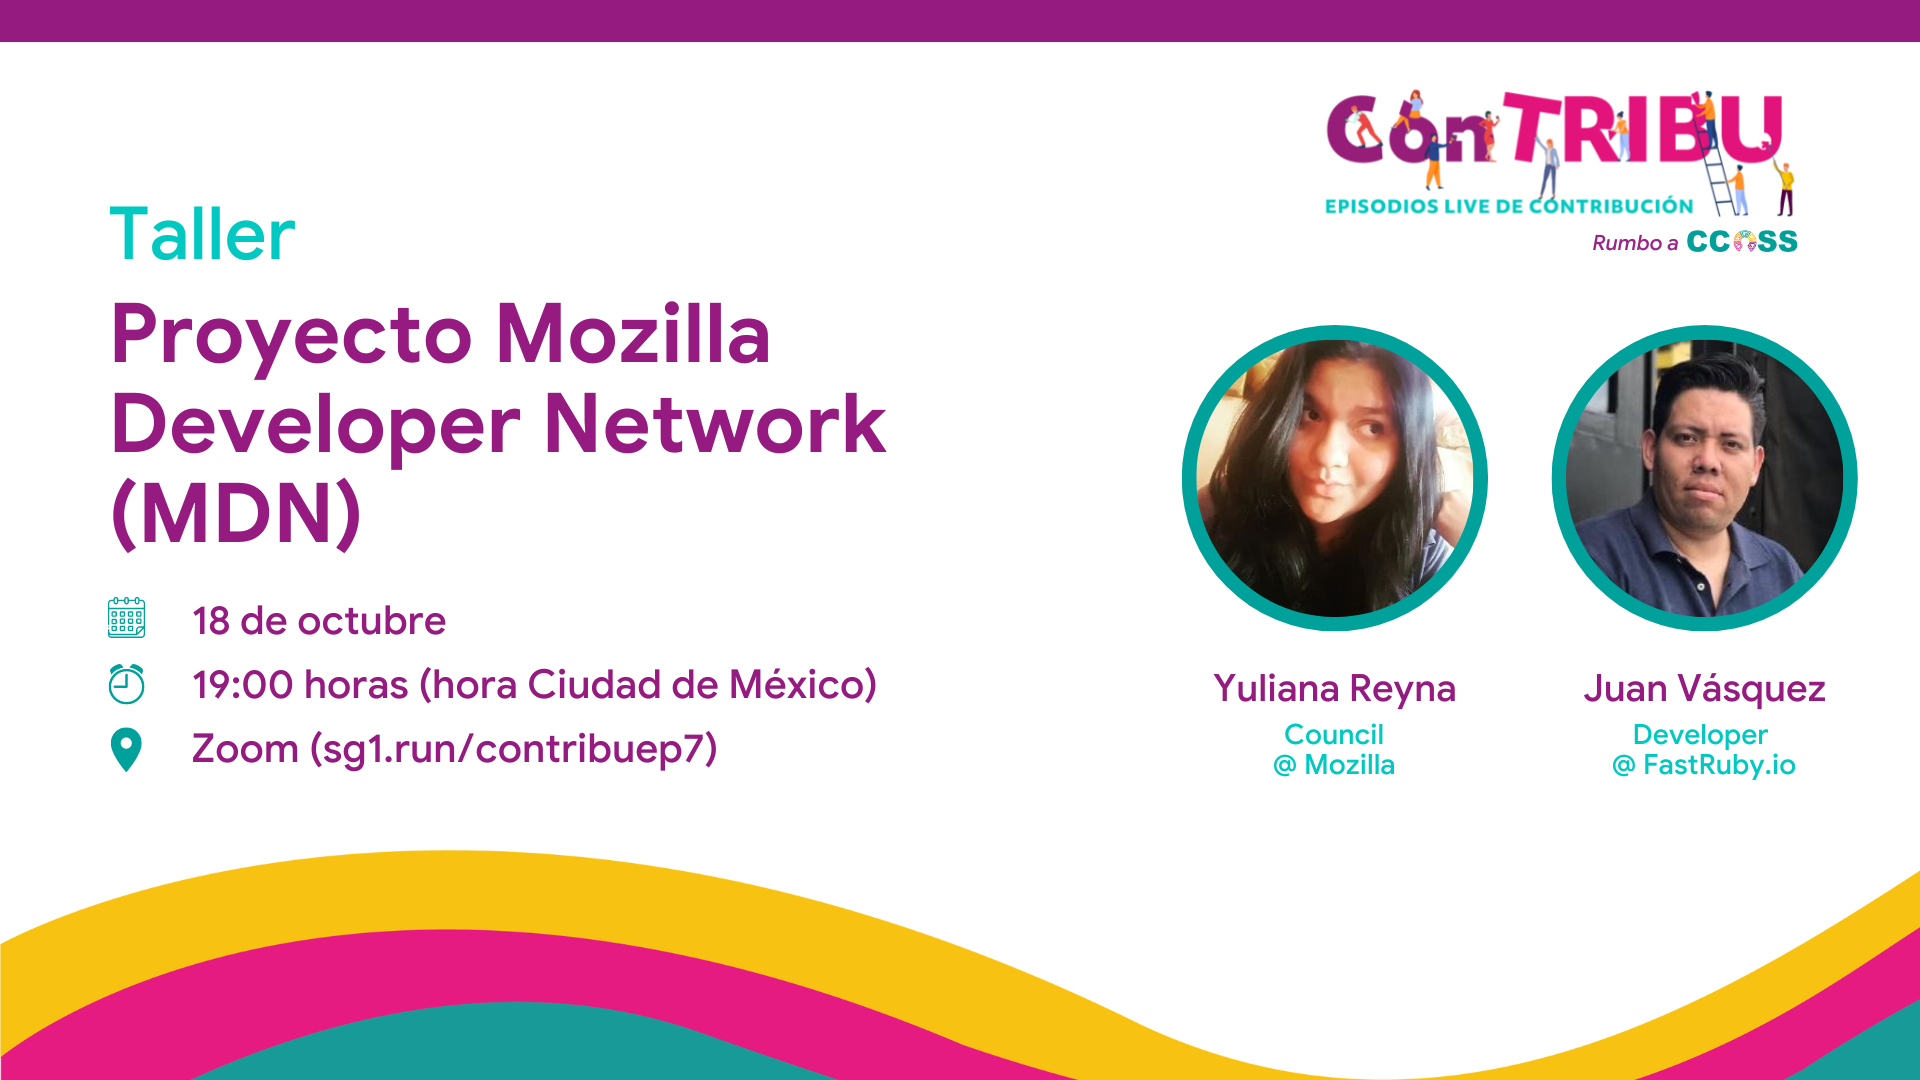 ConTRIBU
EPISODIOS LIVE DE CONTRIBUCIÓN
Rumbo a CCOSS
Taller
Proyecto Mozilla
Developer Network
(MDN)
18 de octubre
19:00 horas (hora Ciudad de México)
Zoom (sg1.run/contribuep7)
Yuliana Reyna
Council
@ Mozilla
Juan Vásquez
Developer
@ FastRuby.io